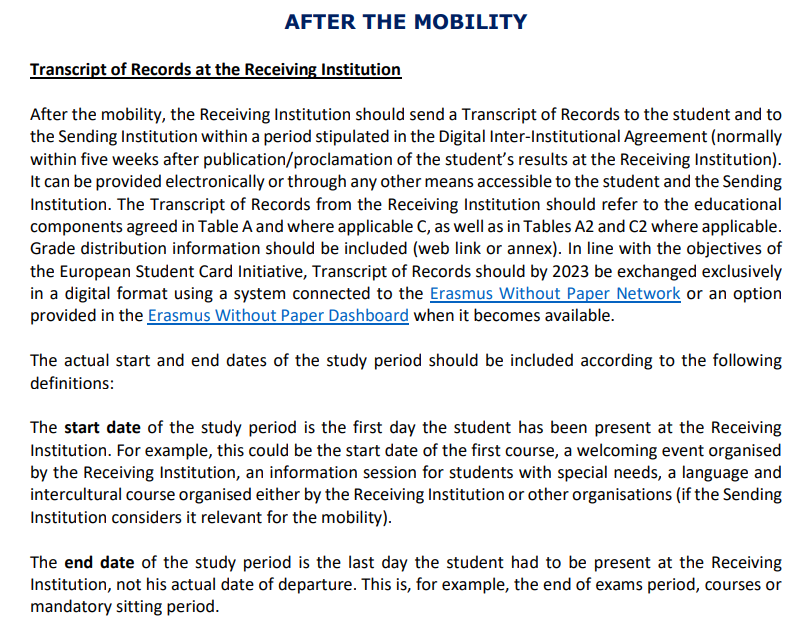 AFTER THE MOBILITY
Transcript of Records at the Receiving Institution
After the mobility, the Receiving Institution should send a Transcript of Records to the student and to
the Sending Institution within a period stipulated in the Digital Inter-Institutional Agreement (normally
within five weeks after publication/proclamation of the student’s results at the Receiving Institution).
It can be provided electronically or through any other means accessible to the student and the Sending
Institution. The Transcript of Records from the Receiving Institution should refer to the educational
components agreed in Table A and where applicable C, as well as in Tables A2 and C2 where applicable.
Grade distribution information should be included (web link or annex). In line with the objectives of
the European Student Card Initiative, Transcript of Records should by 2023 be exchanged exclusively
in a digital format using a system connected to the Erasmus Without Paper Network or an option
provided in the Erasmus Without Paper Dashboard when it becomes available.
The actual start and end dates of the study period should be included according to the following
definitions:
The start date of the study period is the first day the student has been present at the Receiving
Institution. For example, this could be the start date of the first course, a welcoming event organised
by the Receiving Institution, an information session for students with special needs, a language and
intercultural course organised either by the Receiving Institution or other organisations (if the Sending
Institution considers it relevant for the mobility).
The end date of the study period is the last day the student had to be present at the Receiving
Institution, not his actual date of departure. This is, for example, the end of exams period, courses or
mandatory sitting period.